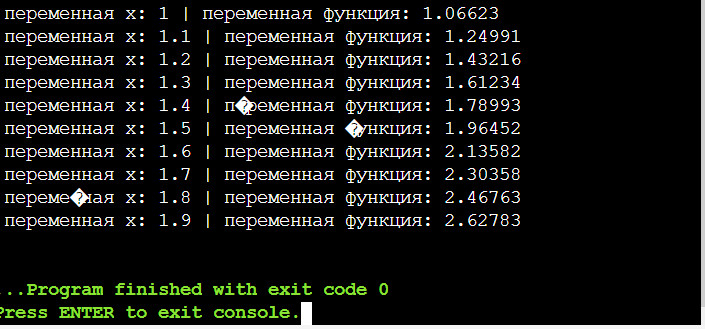 переменная x: 1 | переменная функция: 1.06623
переменная x: 1.1 | переменная функция: 1.24991
переменная x: 1.2 | переменная функция: 1.43216
переменная x: 1.3 | переменная функция: 1.61234
переменная x: 1.4 | п�ременная функция: 1.78993
переменная x: 1.5 | переменная �ункция: 1.96452
переменная x: 1.6 | переменная функция: 2.13582
переменная x: 1.7 | переменная функция: 2.30358
переме�ная x: 1.8 | переменная функция: 2.46763
переменная x: 1.9 | переменная функция: 2.62783
...Program finished with exit code 0
Press ENTER to exit console.